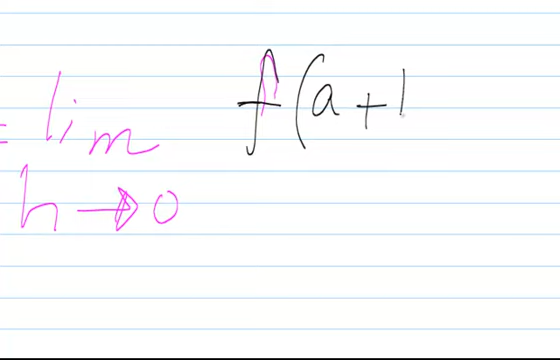 = lim f(a+
h→0